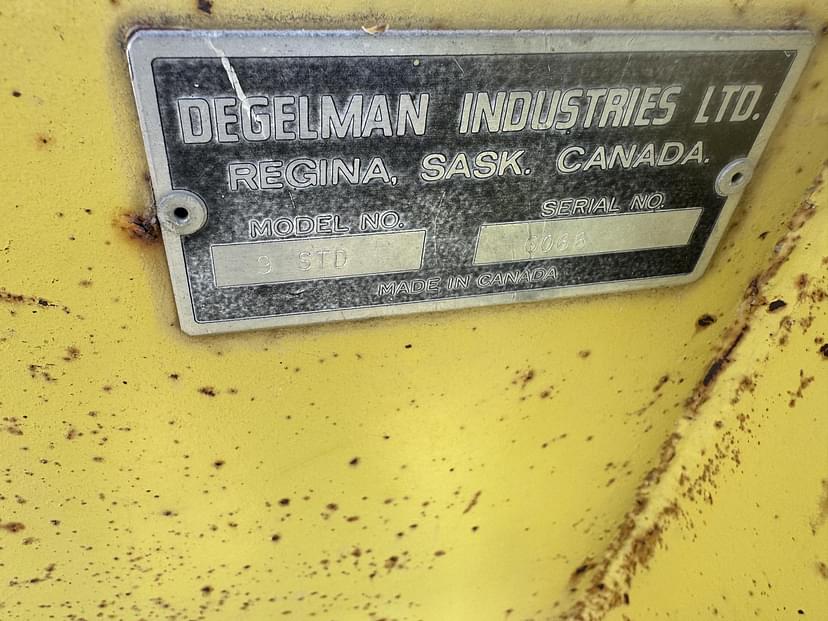 DEGELMAN INDUSTRIES LTD.
REGINA, SASK. CANADA.
MODEL NO. SERIAL NO.
9 STD
MADE IN CANADA